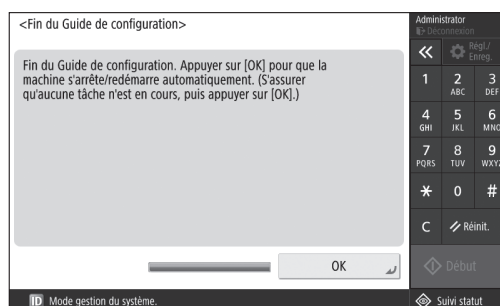 <Fin du Guide de configuration>
Fin du Guide de configuration. Appuyer sur [OK] pour que la
machine s'arrête/redémarre automatiquement. (S'assurer
qu'aucune tâche n'est en cours, puis appuyer sur [OK].)
OK
ID Mode gestion du système.
Administrator
Déconnexion
Régl./
Enreg.
1 2 3
ABC DEF
4 5 6
GHI JKL MNO
7 8 9
PQRS TUV WXYZ
* 0 #
C Réinit.
Début
Suivi statut